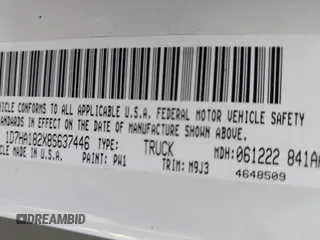 VEHICLE CONFORMS TO ALL APPLICABLE U.S.A. FEDERAL MOTOR VEHICLE SAFETY
STANDARDS IN EFFECT ON THE DATE OF MANUFACTURE SHOWN ABOVE.
TYPE: TRUCK MDH: 061222 841A
MADE IN U.S.A. PAINT: PW1 TRIM: M9J3 4648509
DREAMBID